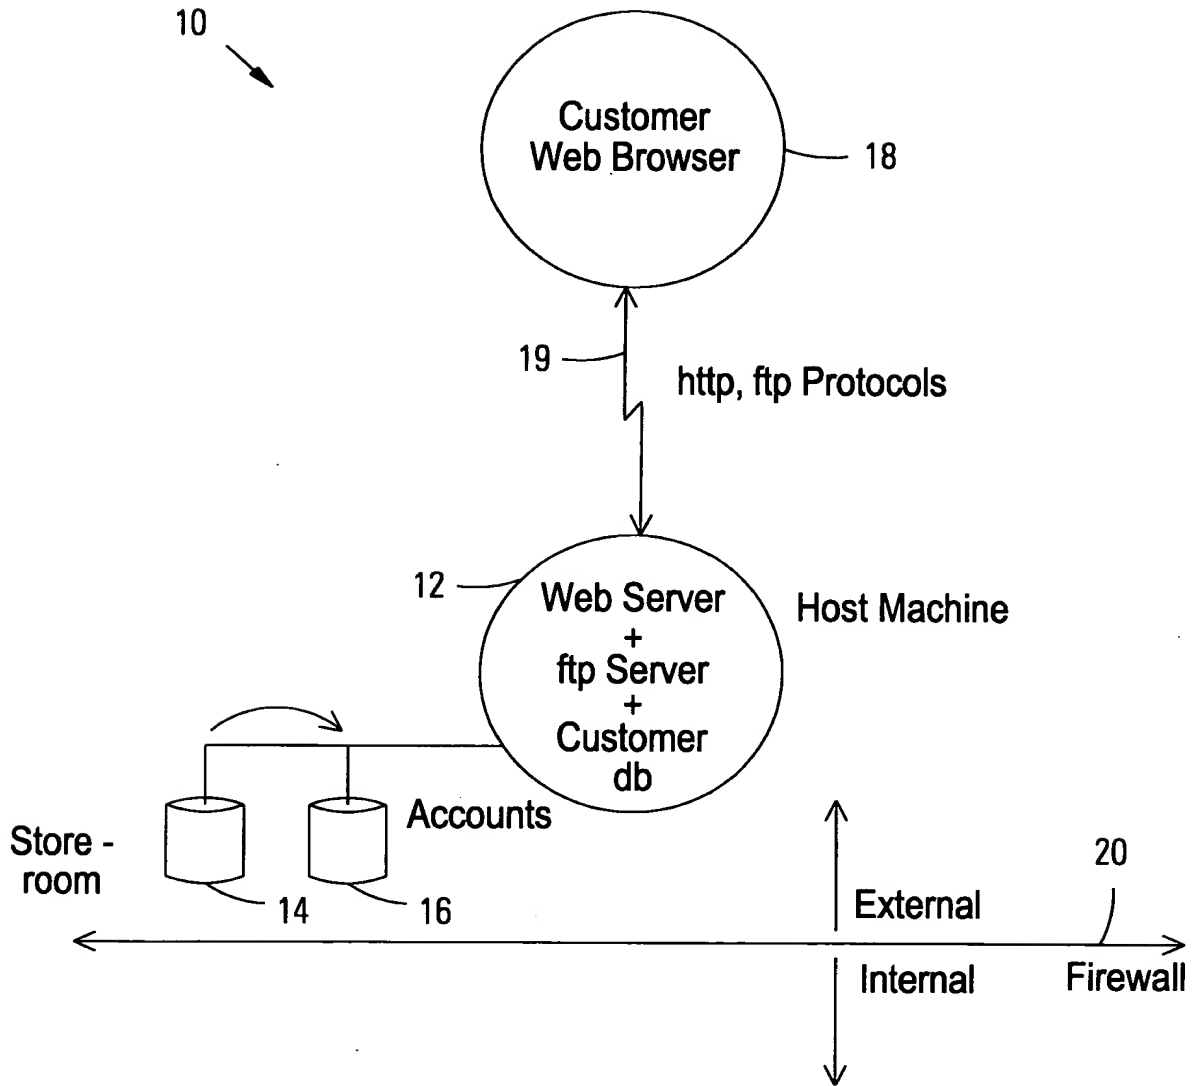 10
Customer
Web Browser
18
19
http, ftp Protocols
12
Web Server
+
ftp Server
+
Customer
db
Host Machine
Accounts
Store -
room
14
16
20
External
Internal
Firewall